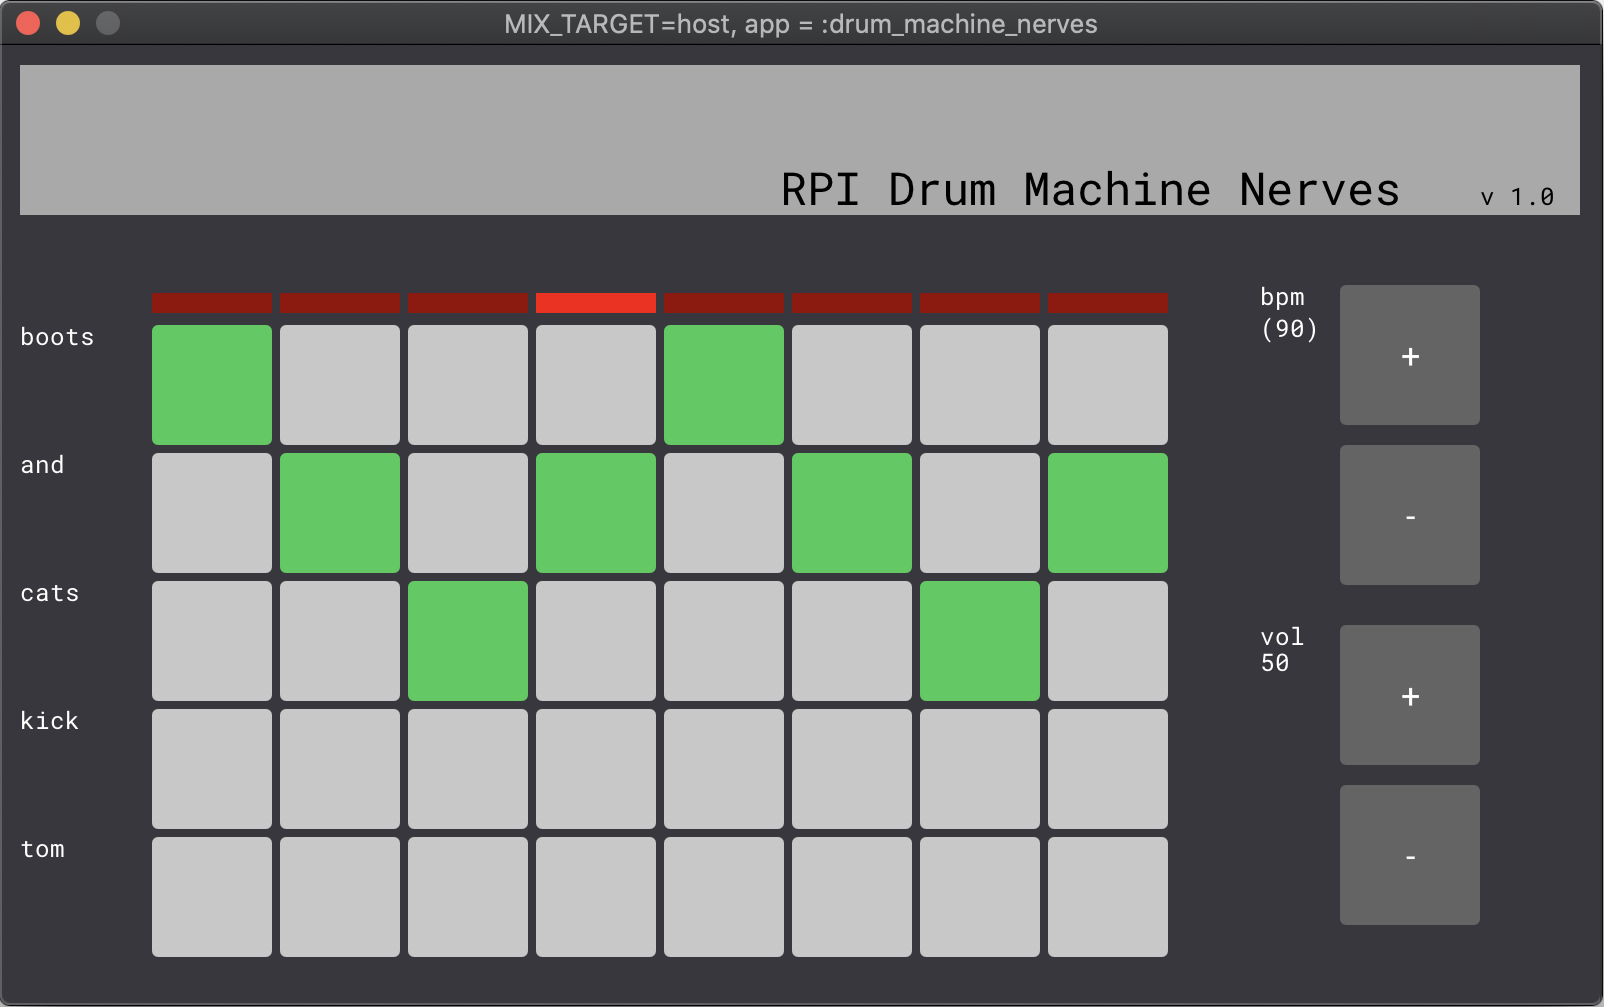 MIX_TARGET=host, app = :drum_machine_nerves
RPI Drum Machine Nerves v 1.0
boots
and
cats
kick
tom
bpm
(90)
+
-
vol
50
+
-